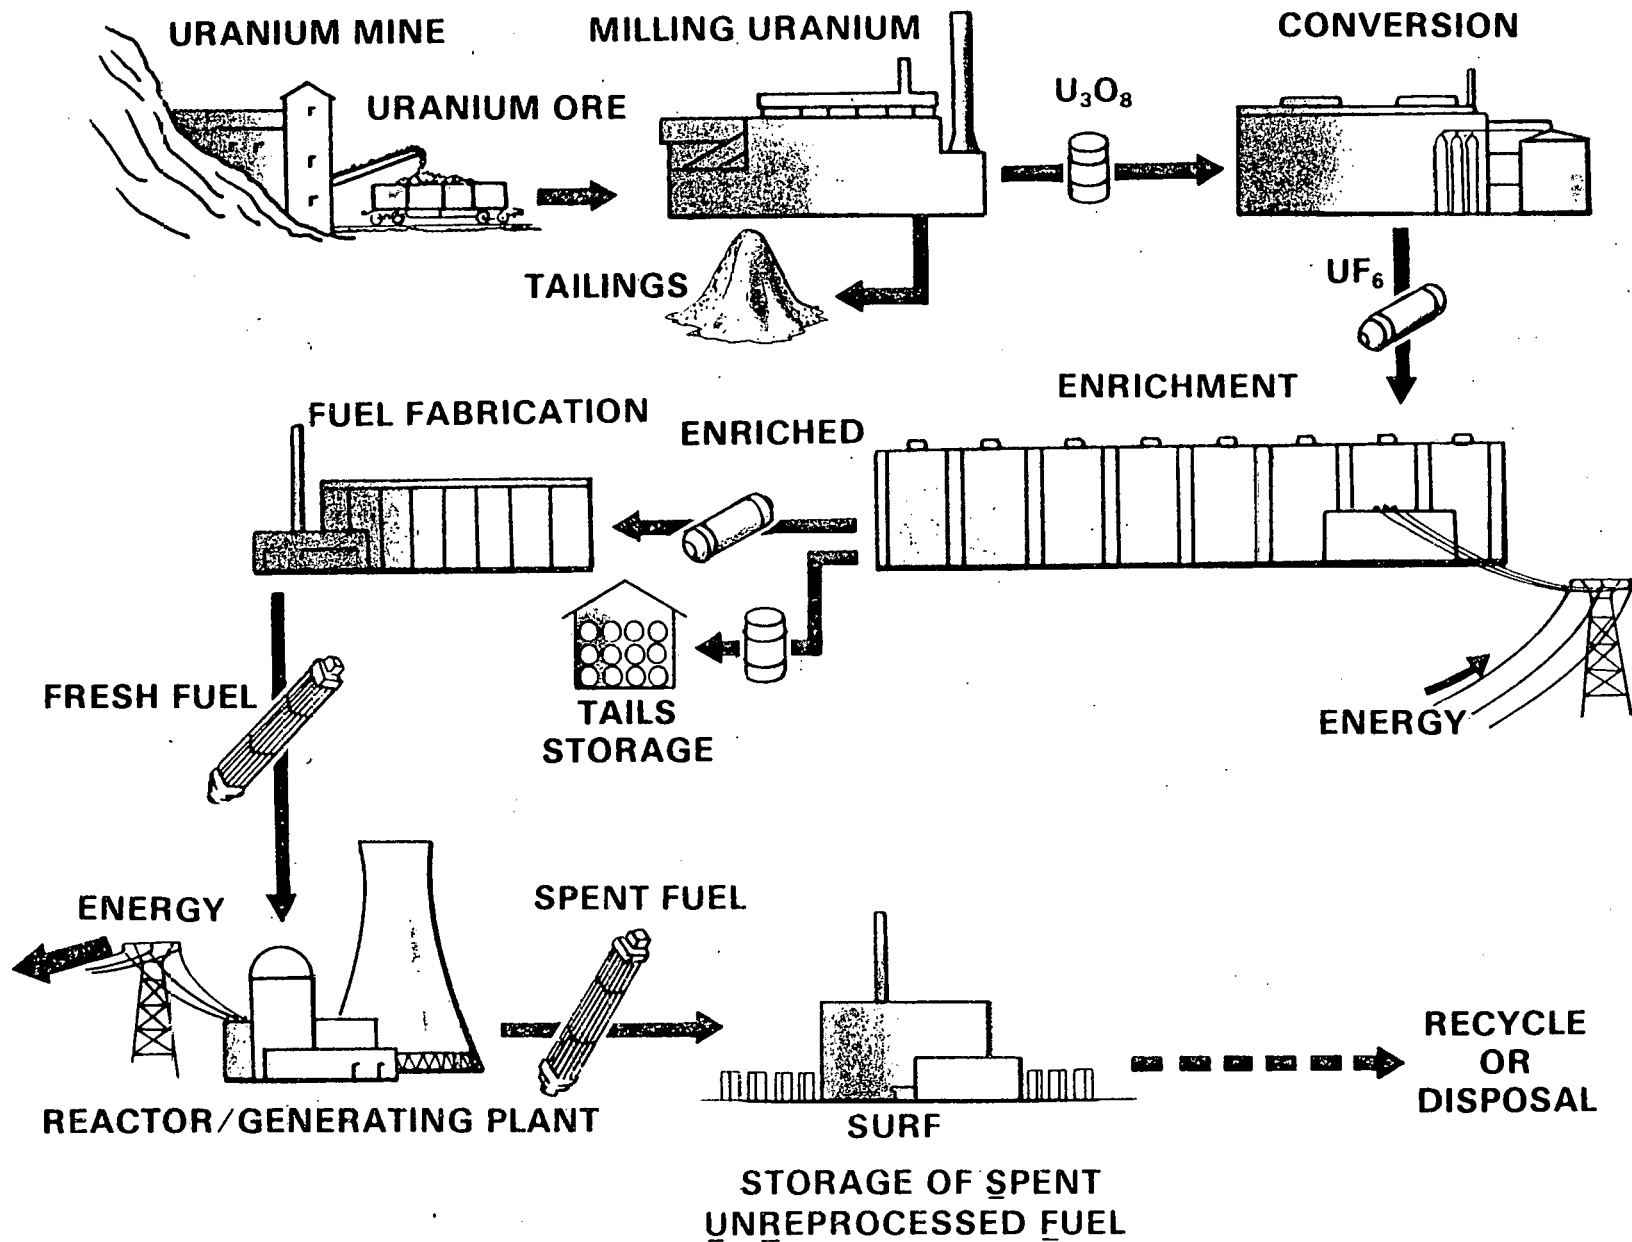 URANIUM MINE
MILLING URANIUM
CONVERSION
URANIUM ORE
U₃O₈
TAILINGS
UF₆
ENRICHMENT
FUEL FABRICATION
ENRICHED
FRESH FUEL
TAILS
STORAGE
ENERGY
ENERGY
SPENT FUEL
RECYCLE
OR
DISPOSAL
REACTOR/GENERATING PLANT
SURF
STORAGE OF SPENT
UNREPROCESSED FUEL